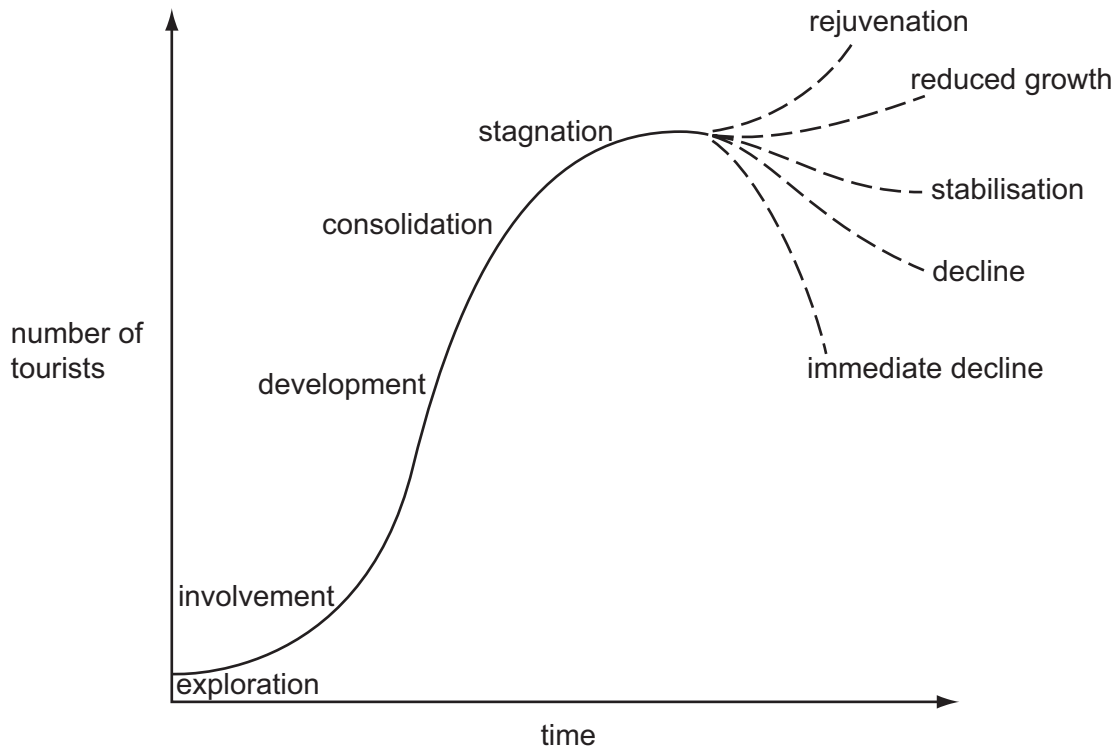 rejuvenation
reduced growth
stagnation
stabilisation
consolidation
decline
number of
tourists
immediate decline
development
involvement
exploration
time